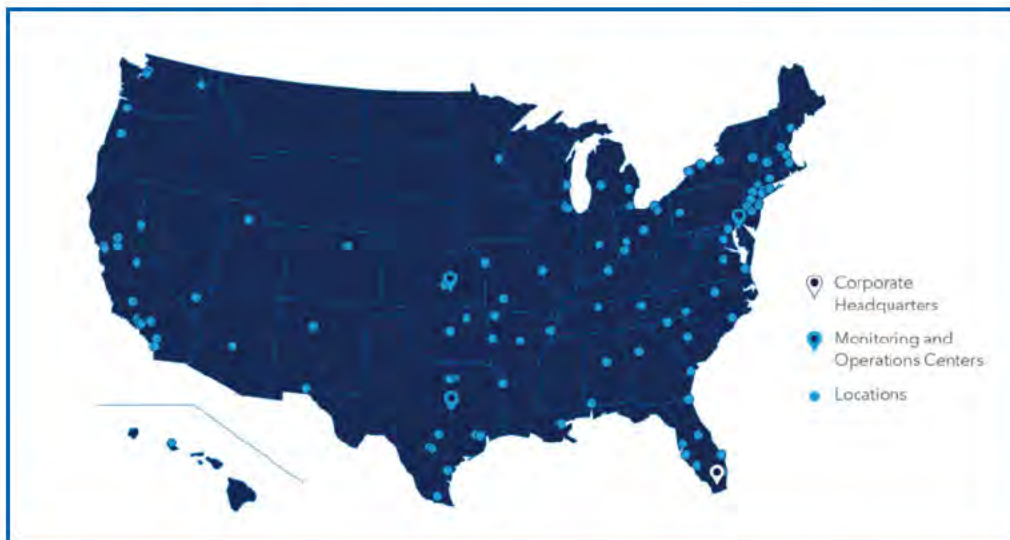 Corporate
Headquarters
Monitoring and
Operations Centers
Locations